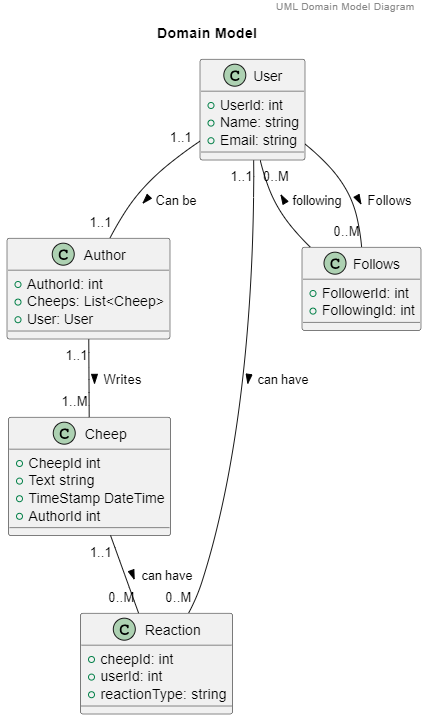 UML Domain Model Diagram
Domain Model
C User
UserId: int
Name: string
Email: string
1..1
1..1
0..M
Can be
following
Follows
1..1
0..M
C Author
AuthorId: int
Cheeps: List<Cheep>
User: User
C Follows
FollowerId: int
FollowingId: int
1..1
Writes
can have
1..M
C Cheep
CheepId int
Text string
TimeStamp DateTime
AuthorId int
1..1
can have
0..M
0..M
C Reaction
cheepId: int
userId: int
reactionType: string